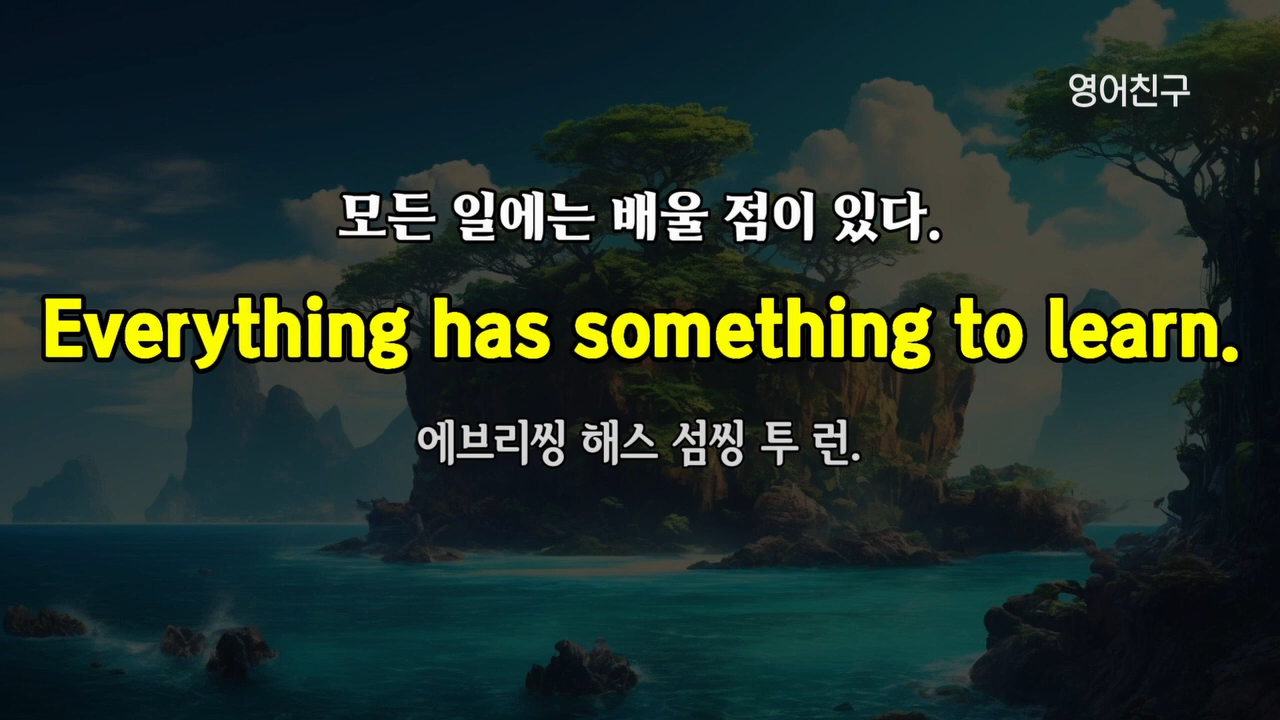 영어친구
모든 일에는 배울 점이 있다.
Everything has something to learn.
에브리씽 해스 섬씽 투 런.